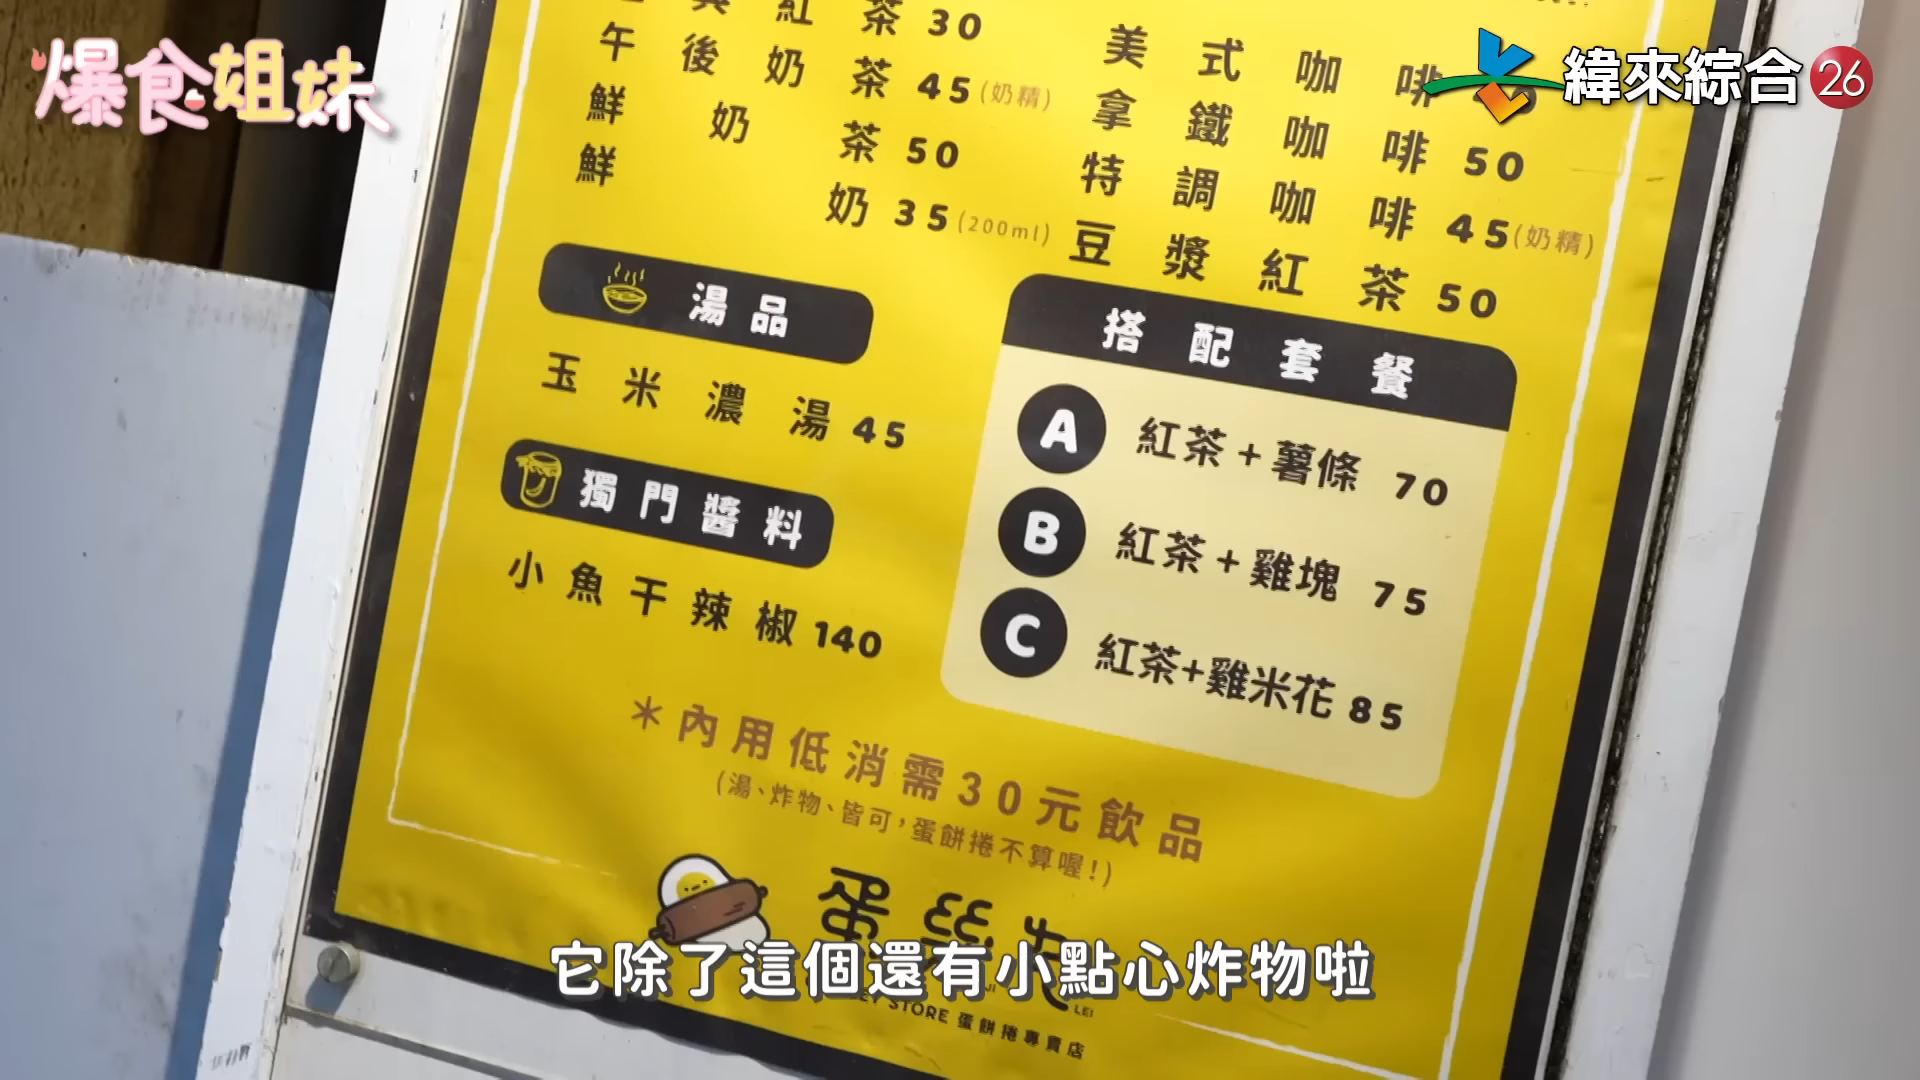 爆食姐妹
緯來綜合 26
紅茶 30
午後奶茶 45(奶精)
鮮奶茶 50
鮮奶 35(200ml)
美式咖啡
拿鐵咖啡 50
特調咖啡 45(奶精)
豆漿紅茶 50
湯品
玉米濃湯 45
獨門醬料
小魚干辣椒 140
搭配套餐
A 紅茶+薯條 70
B 紅茶+雞塊 75
C 紅茶+雞米花 85
＊內用低消需30元飲品
(湯、炸物、皆可，蛋餅捲不算喔!)
蛋
LEI
STORE 蛋餅捲專賣店
它除了這個還有小點心炸物啦